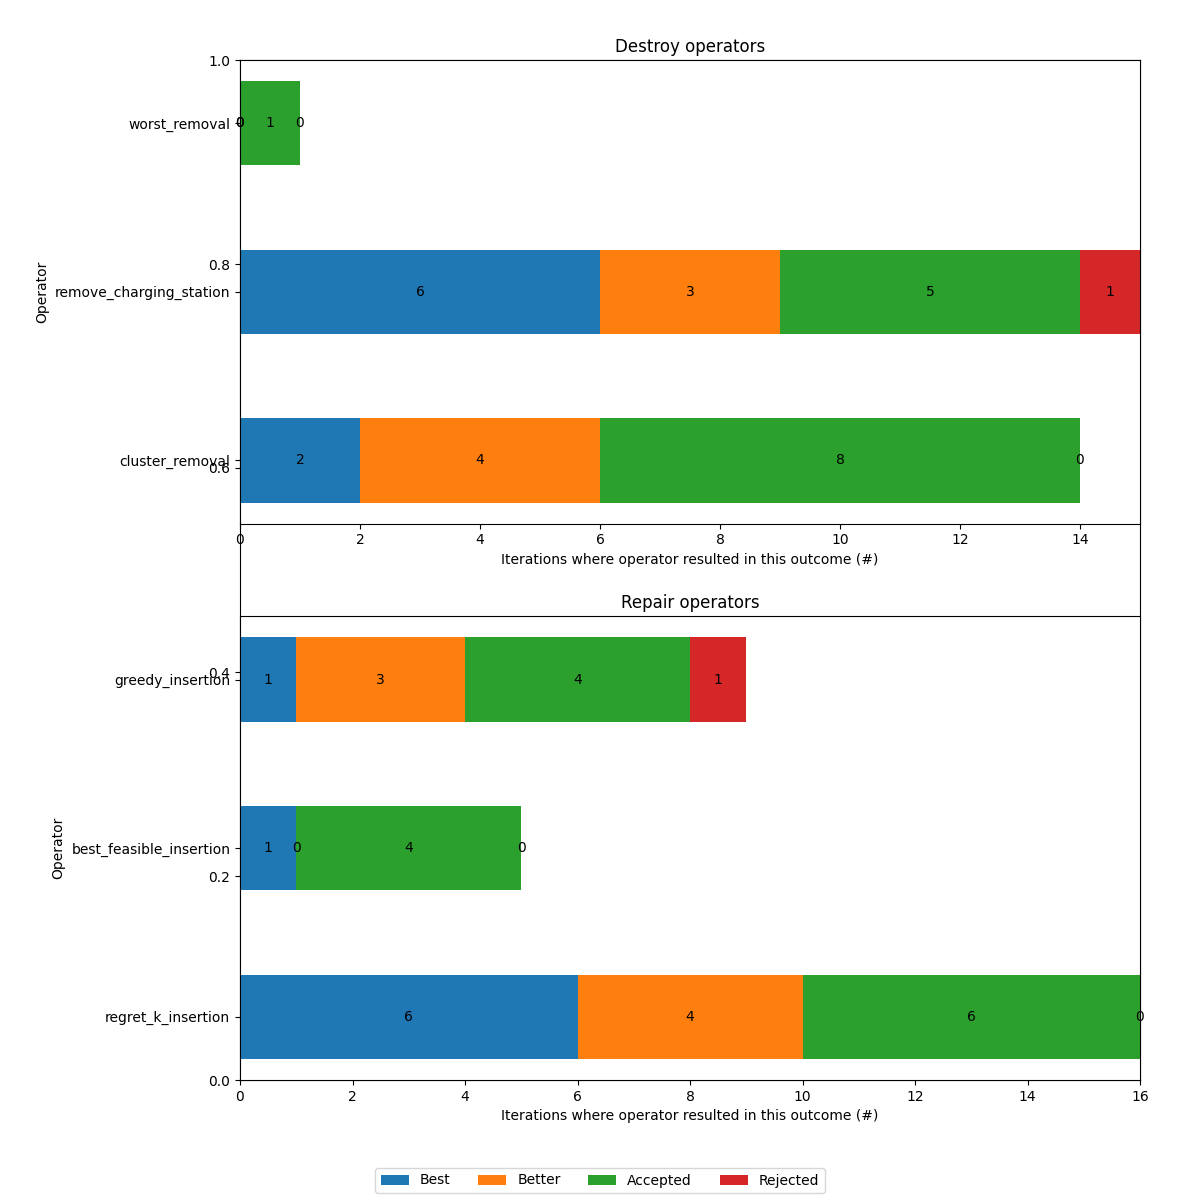 Destroy operators
1.0
worst_removal 0 0 1 0
Operator
0.8
remove_charging_station 6 3 5 1
cluster_removal 2 4 8 0
0.6
0 2 4 6 8 10 12 14
Iterations where operator resulted in this outcome (#)
Repair operators
0.4
greedy_insertion 1 3 4 1
Operator
best_feasible_insertion 1 0 4 0
0.2
regret_k_insertion 6 4 6 0
0.0
0 2 4 6 8 10 12 14 16
Iterations where operator resulted in this outcome (#)
Best Better Accepted Rejected